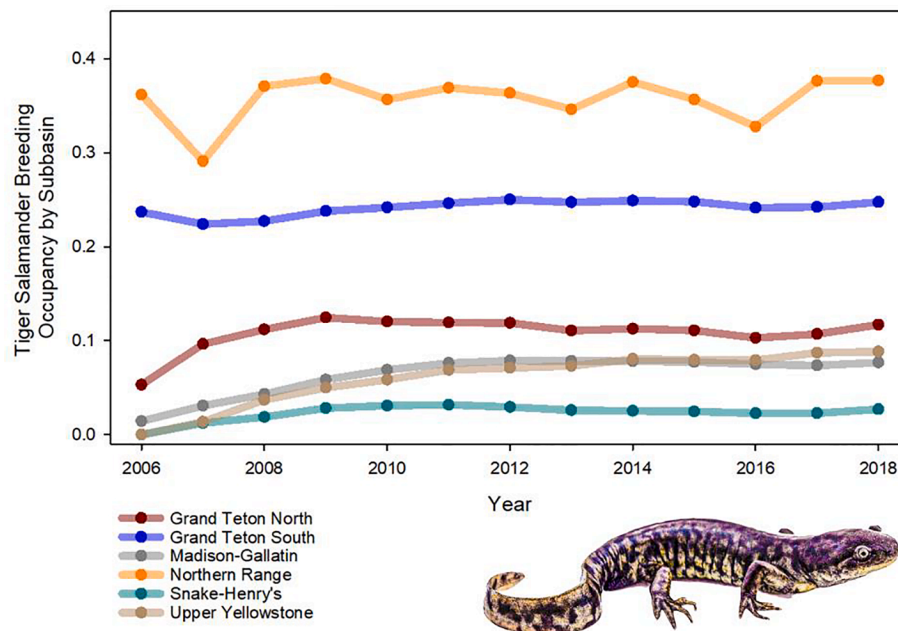 Tiger Salamander Breeding
Occupancy by Subbasin
0.4
0.3
0.2
0.1
0.0
2006 2008 2010 2012 2014 2016 2018
Year
Grand Teton North
Grand Teton South
Madison-Gallatin
Northern Range
Snake-Henry's
Upper Yellowstone